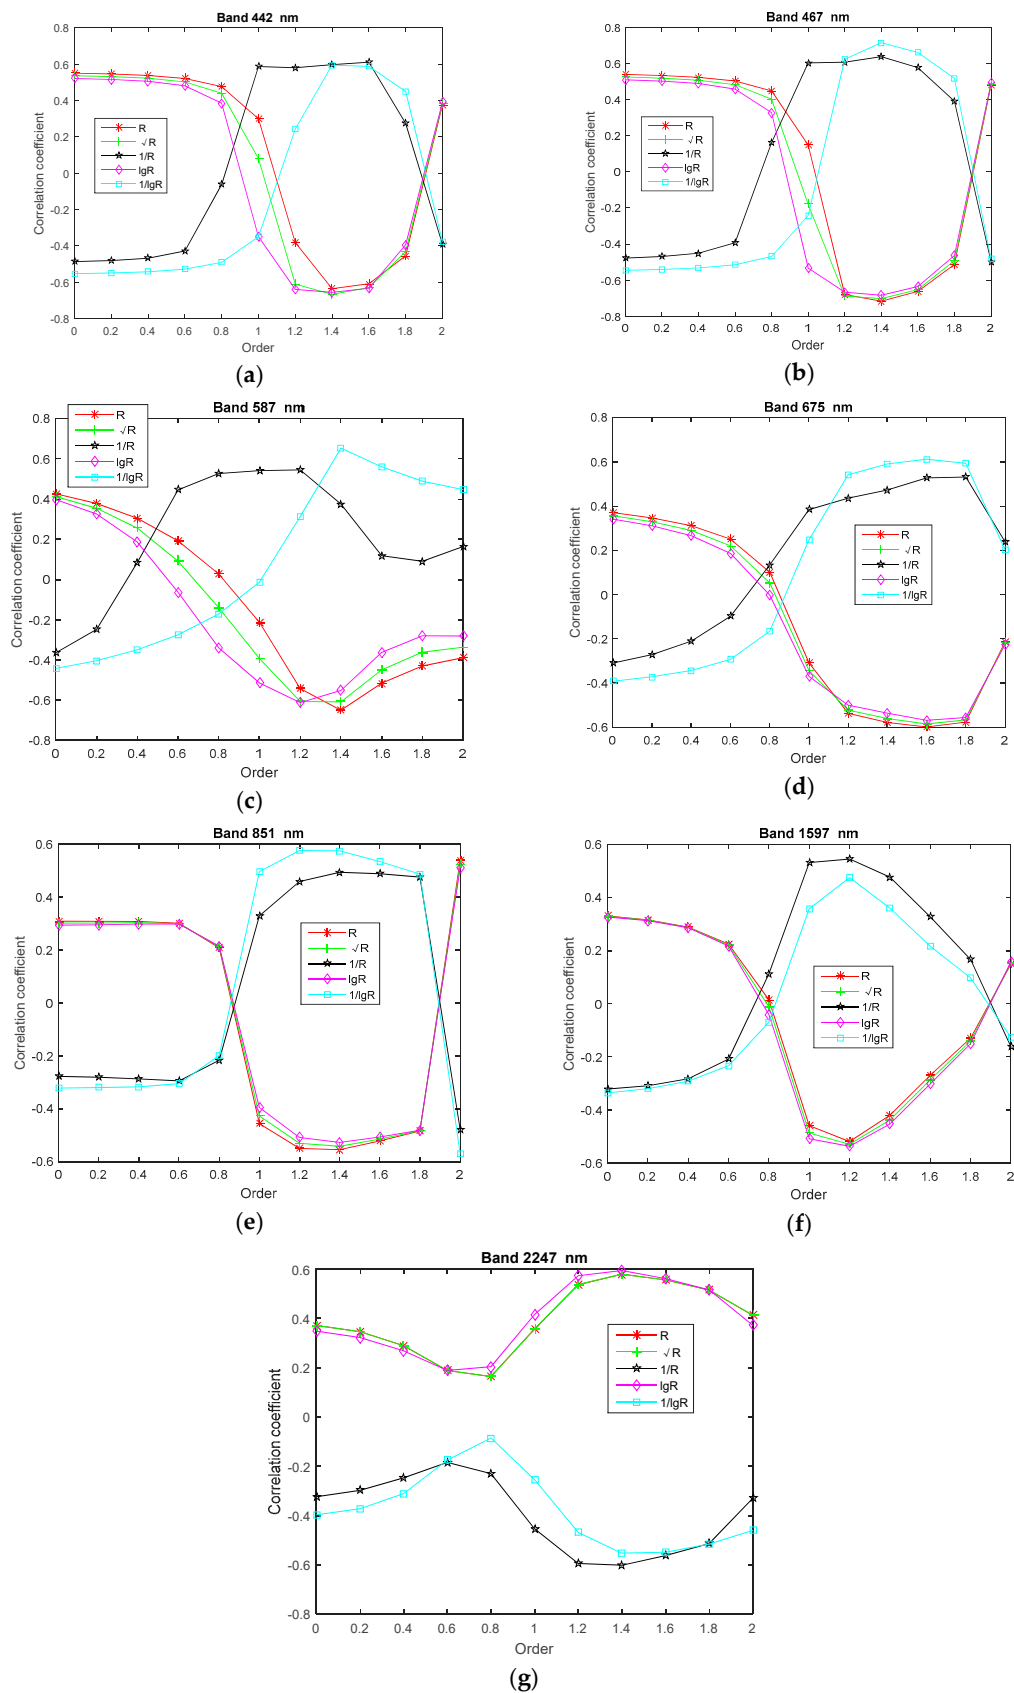 Band 442 nm
0.8
0.6
0.4
0.2
0
-0.2
-0.4
-0.6
-0.8
Correlation coefficient
R
√R
1/R
lgR
1/lgR
0 0.2 0.4 0.6 0.8 1 1.2 1.4 1.6 1.8 2
Order
(a)
Band 467 nm
0.8
0.6
0.4
0.2
0
-0.2
-0.4
-0.6
-0.8
Correlation coefficient
R
√R
1/R
lgR
1/lgR
0 0.2 0.4 0.6 0.8 1 1.2 1.4 1.6 1.8 2
Order
(b)
Band 587 nm
0.8
0.6
0.4
0.2
0
-0.2
-0.4
-0.6
-0.8
Correlation coefficient
R
√R
1/R
lgR
1/lgR
0 0.2 0.4 0.6 0.8 1 1.2 1.4 1.6 1.8 2
Order
(c)
Band 675 nm
0.8
0.6
0.4
0.2
0
-0.2
-0.4
-0.6
Correlation coefficient
R
√R
1/R
lgR
1/lgR
0 0.2 0.4 0.6 0.8 1 1.2 1.4 1.6 1.8 2
Order
(d)
Band 851 nm
0.6
0.4
0.2
0
-0.2
-0.4
-0.6
Correlation coefficient
R
√R
1/R
lgR
1/lgR
0 0.2 0.4 0.6 0.8 1 1.2 1.4 1.6 1.8 2
Order
(e)
Band 1597 nm
0.6
0.4
0.2
0
-0.2
-0.4
-0.6
Correlation coefficient
R
√R
1/R
lgR
1/lgR
0 0.2 0.4 0.6 0.8 1 1.2 1.4 1.6 1.8 2
Order
(f)
Band 2247 nm
0.6
0.4
0.2
0
-0.2
-0.4
-0.6
-0.8
Correlation coefficient
R
√R
1/R
lgR
1/lgR
0 0.2 0.4 0.6 0.8 1 1.2 1.4 1.6 1.8 2
Order
(g)